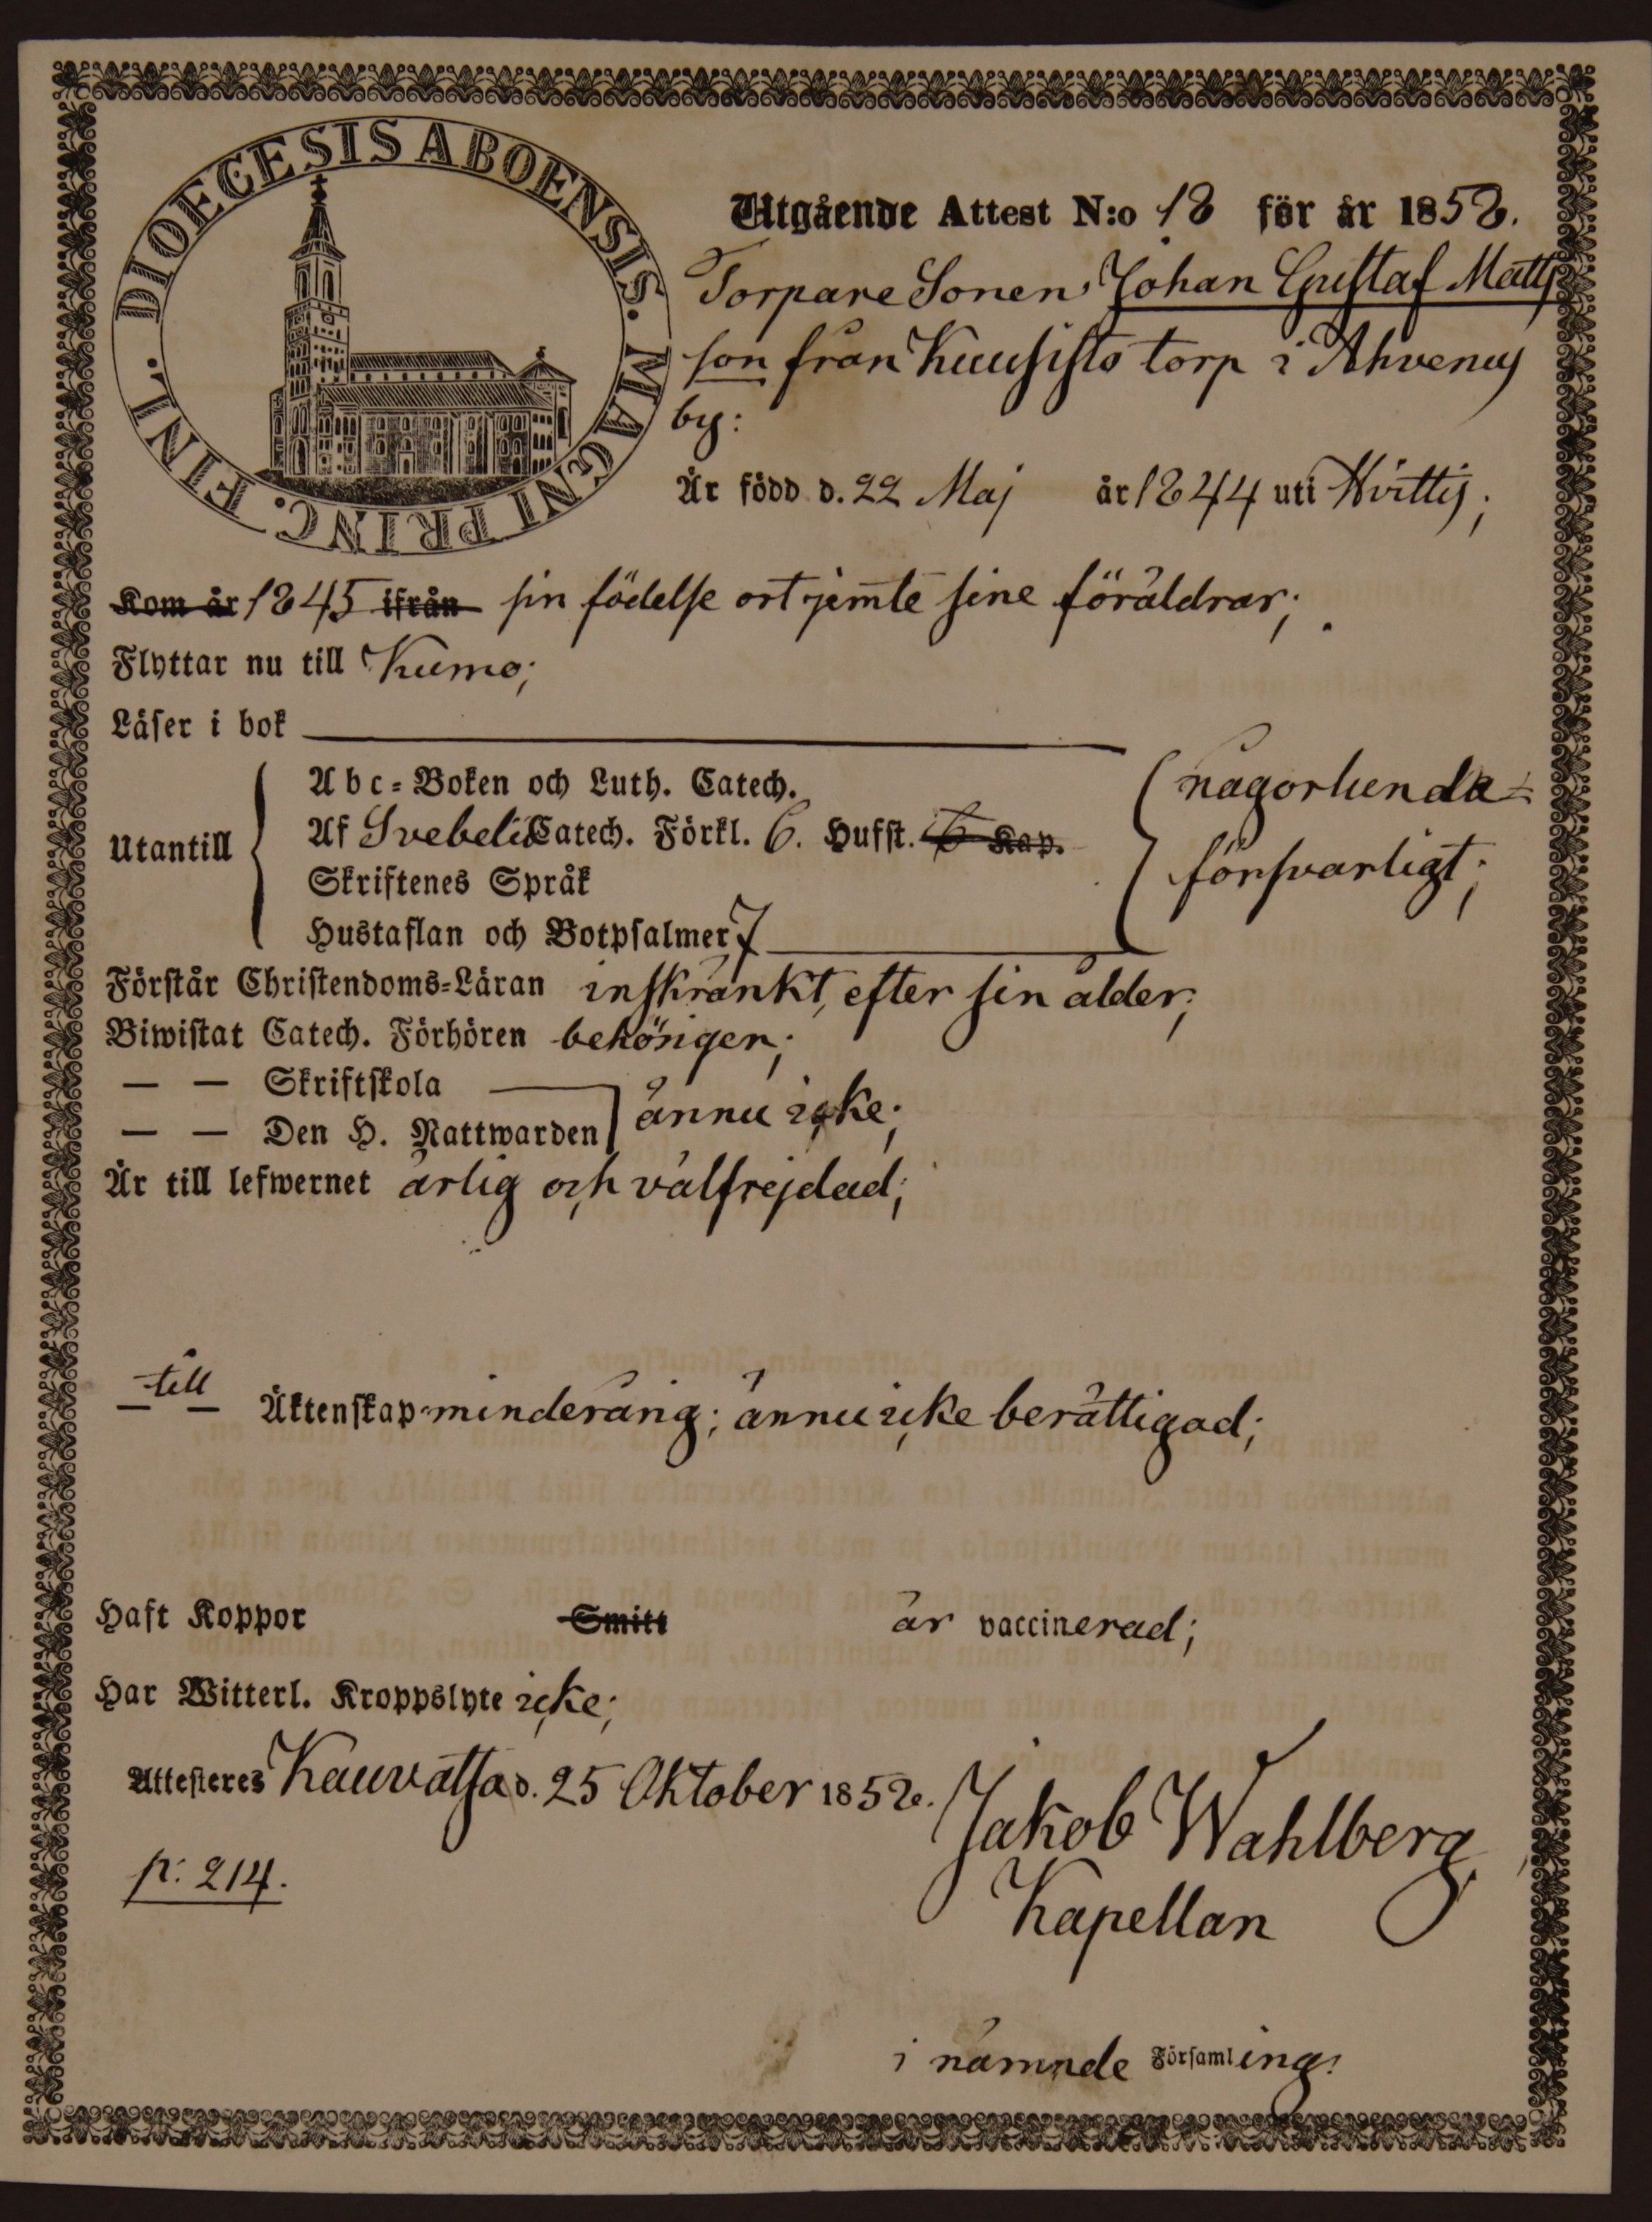 DIOECESIS ABOENSIS. MAGNI PRINC. FINL.
Utgående Attest N:o 18 för år 1858.
Torpare Sonen Johan Gustaf Matts
son från Kuusisto torp i Ahvenus
by:
Är född d. 22 Maj år 1844 uti Hvittis;
Kom år 1845 ifrån sin födelse ort jemte sine föräldrar;
Flyttar nu till Kumo;
Läser i bok
Abc-Boken och Luth. Catech. någorlunda
Utantill Af Svebelii Catech. Förkl. 6. Hufst. Kap. försvarligt;
Skriftenes Språk
Hustaflan och Botpsalmer 7
Förstår Christendoms-Läran inskränkt, efter sin ålder;
Biwistat Catech. Förhören behörigen;
— — Skriftskola
— — Den H. Nattwarden ännu icke;
Är till lefwernet ärlig och välfrejdad;
— till — Äktenskap minderårig; ännu icke berättigad;
Haft Koppor Smitt är vaccinerad;
Har Witterl. Kroppslyte icke;
Attesteres Kauvatsa d. 25 Oktober 1858.
Jakob Wahlberg
p: 214.
Kapellan
i nämnde Församling.